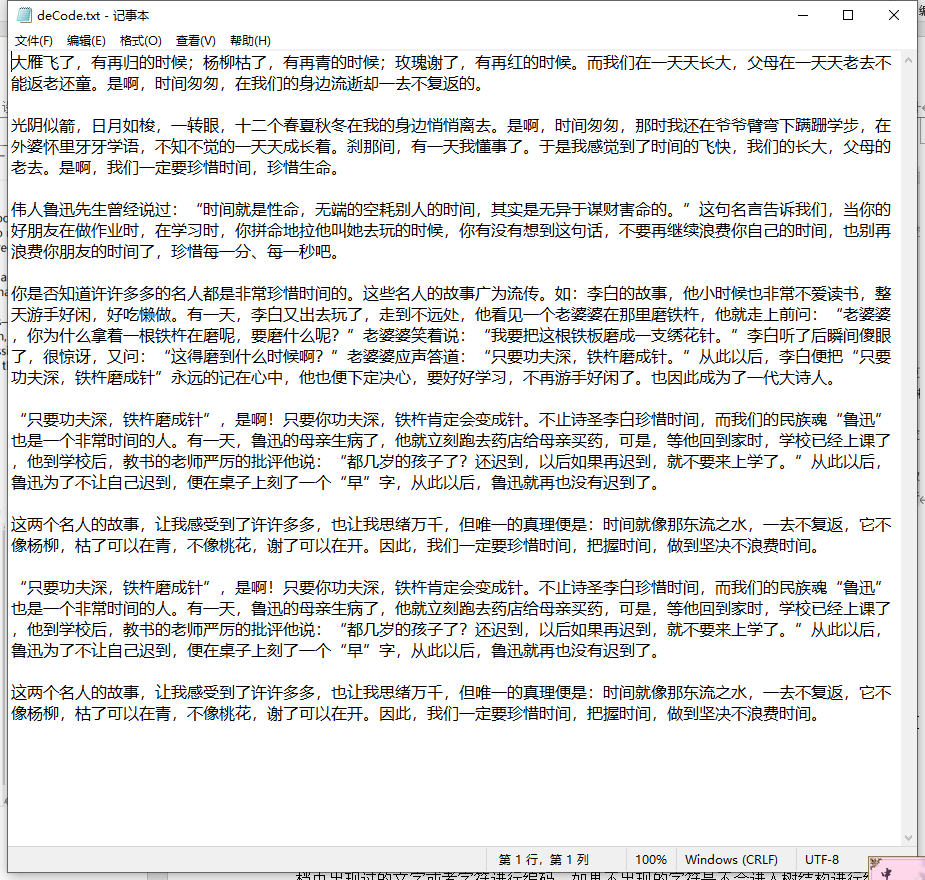 deCode.txt - 记事本
文件(F) 编辑(E) 格式(O) 查看(V) 帮助(H)
大雁飞了，有再归的时候；杨柳枯了，有再青的时候；玫瑰谢了，有再红的时候。而我们在一天天长大，父母在一天天老去不
能返老还童。是啊，时间匆匆，在我们的身边流逝却一去不复返的。
光阴似箭，日月如梭，一转眼，十二个春夏秋冬在我的身边悄悄离去。是啊，时间匆匆，那时我还在爷爷臂弯下蹒跚学步，在
外婆怀里牙牙学语，不知不觉的一天天成长着。刹那间，有一天我懂事了。于是我感觉到了时间的飞快，我们的长大，父母的
老去。是啊，我们一定要珍惜时间，珍惜生命。
伟人鲁迅先生曾经说过：“时间就是性命，无端的空耗别人的时间，其实是无异于谋财害命的。”这句名言告诉我们，当你的
好朋友在做作业时，在学习时，你拼命地拉他叫她去玩的时候，你有没有想到这句话，不要再继续浪费你自己的时间，也别再
浪费你朋友的时间了，珍惜每一分、每一秒吧。
你是否知道许许多多的名人都是非常珍惜时间的。这些名人的故事广为流传。如：李白的故事，他小时候也非常不爱读书，整
天游手好闲，好吃懒做。有一天，李白又出去玩了，走到不远处，他看见一个老婆婆在那里磨铁杵，他就走上前问：“老婆婆
，你为什么拿着一根铁杵在磨呢，要磨什么呢？”老婆婆笑着说：“我要把这根铁板磨成一支绣花针。”李白听了后瞬间傻眼
了，很惊讶，又问：“这得磨到什么时候啊？”老婆婆应声答道：“只要功夫深，铁杵磨成针。”从此以后，李白便把“只要
功夫深，铁杵磨成针”永远的记在心中，他也便下定决心，要好好学习，不再游手好闲了。也因此成为了一代大诗人。
“只要功夫深，铁杵磨成针”，是啊！只要你功夫深，铁杵肯定会变成针。不止诗圣李白珍惜时间，而我们的民族魂“鲁迅”
也是一个非常时间的人。有一天，鲁迅的母亲生病了，他就立刻跑去药店给母亲买药，可是，等他回到家时，学校已经上课了
，他到学校后，教书的老师严厉的批评他说：“都几岁的孩子了？还迟到，以后如果再迟到，就不要来上学了。”从此以后，
鲁迅为了不让自己迟到，便在桌子上刻了一个“早”字，从此以后，鲁迅就再也没有迟到了。
这两个名人的故事，让我感受到了许许多多，也让我思绪万千，但唯一的真理便是：时间就像那东流之水，一去不复返，它不
像杨柳，枯了可以在青，不像桃花，谢了可以在开。因此，我们一定要珍惜时间，把握时间，做到坚决不浪费时间。
“只要功夫深，铁杵磨成针”，是啊！只要你功夫深，铁杵肯定会变成针。不止诗圣李白珍惜时间，而我们的民族魂“鲁迅”
也是一个非常时间的人。有一天，鲁迅的母亲生病了，他就立刻跑去药店给母亲买药，可是，等他回到家时，学校已经上课了
，他到学校后，教书的老师严厉的批评他说：“都几岁的孩子了？还迟到，以后如果再迟到，就不要来上学了。”从此以后，
鲁迅为了不让自己迟到，便在桌子上刻了一个“早”字，从此以后，鲁迅就再也没有迟到了。
这两个名人的故事，让我感受到了许许多多，也让我思绪万千，但唯一的真理便是：时间就像那东流之水，一去不复返，它不
像杨柳，枯了可以在青，不像桃花，谢了可以在开。因此，我们一定要珍惜时间，把握时间，做到坚决不浪费时间。
第 1 行，第 1 列 100% Windows (CRLF) UTF-8
中